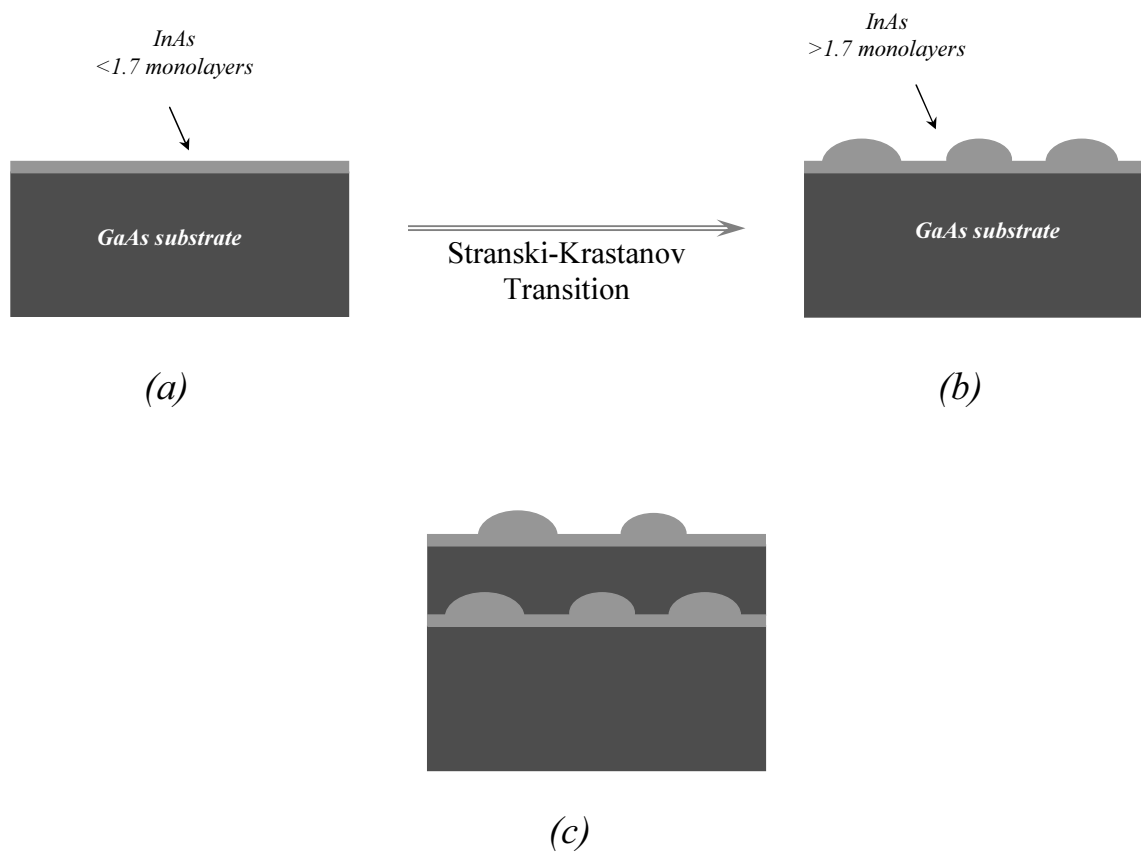 InAs
<1.7 monolayers
GaAs substrate
(a)
Stranski-Krastanov
Transition
InAs
>1.7 monolayers
GaAs substrate
(b)
(c)